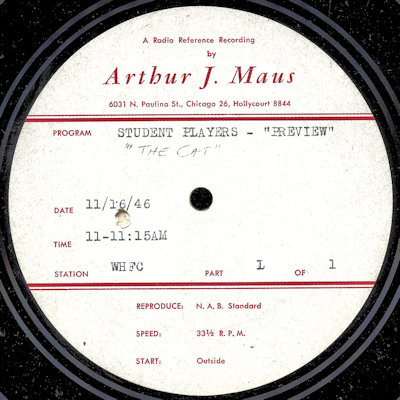 A Radio Reference Recording
by
Arthur J. Maus
6031 N. Paulina St., Chicago 26, Hollycourt 8844
PROGRAM STUDENT PLAYERS - "PREVIEW"
"THE CAT"
DATE 11/16/46
TIME 11-11:15AM
STATION WHFC PART L OF 1
REPRODUCE: N. A. B. Standard
SPEED: 33⅓ R. P. M.
START: Outside